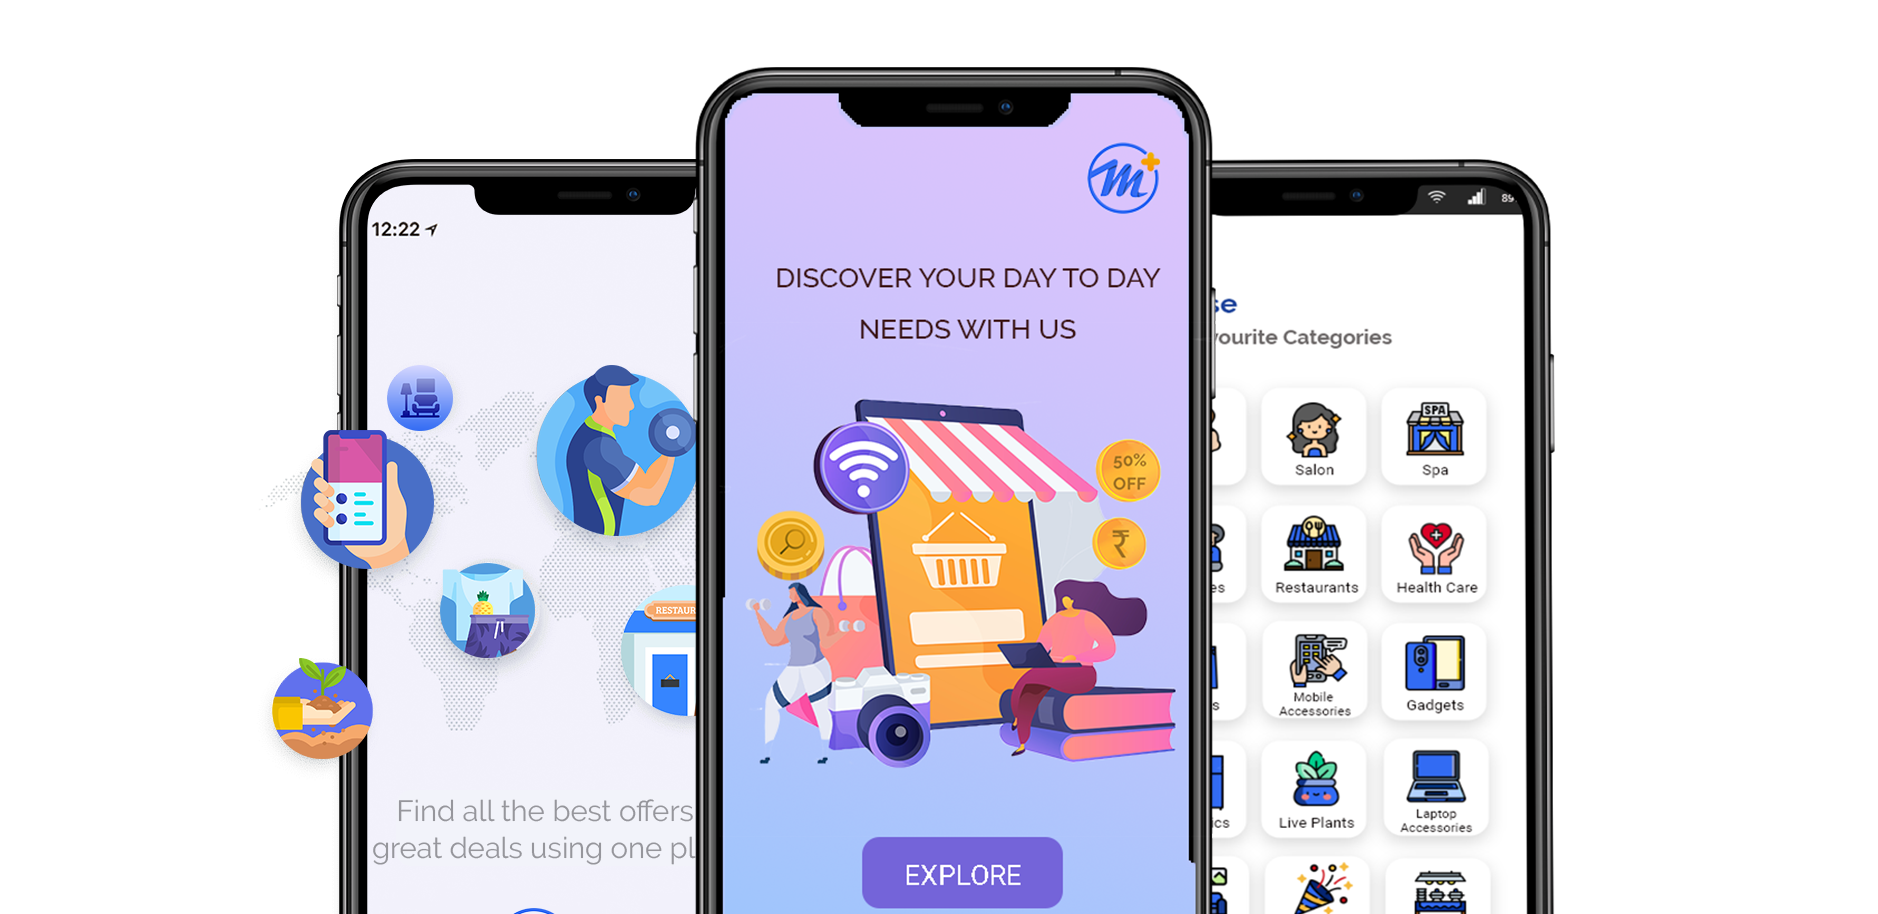 12:22
Find all the best offers
great deals using one pl
RESTAUR
m+
DISCOVER YOUR DAY TO DAY
NEEDS WITH US
50%
OFF
₹
EXPLORE
89
se
ourite Categories
Salon
SPA
Spa
es
Restaurants
Health Care
s
Mobile
Accessories
Gadgets
ics
Live Plants
Laptop
Accessories